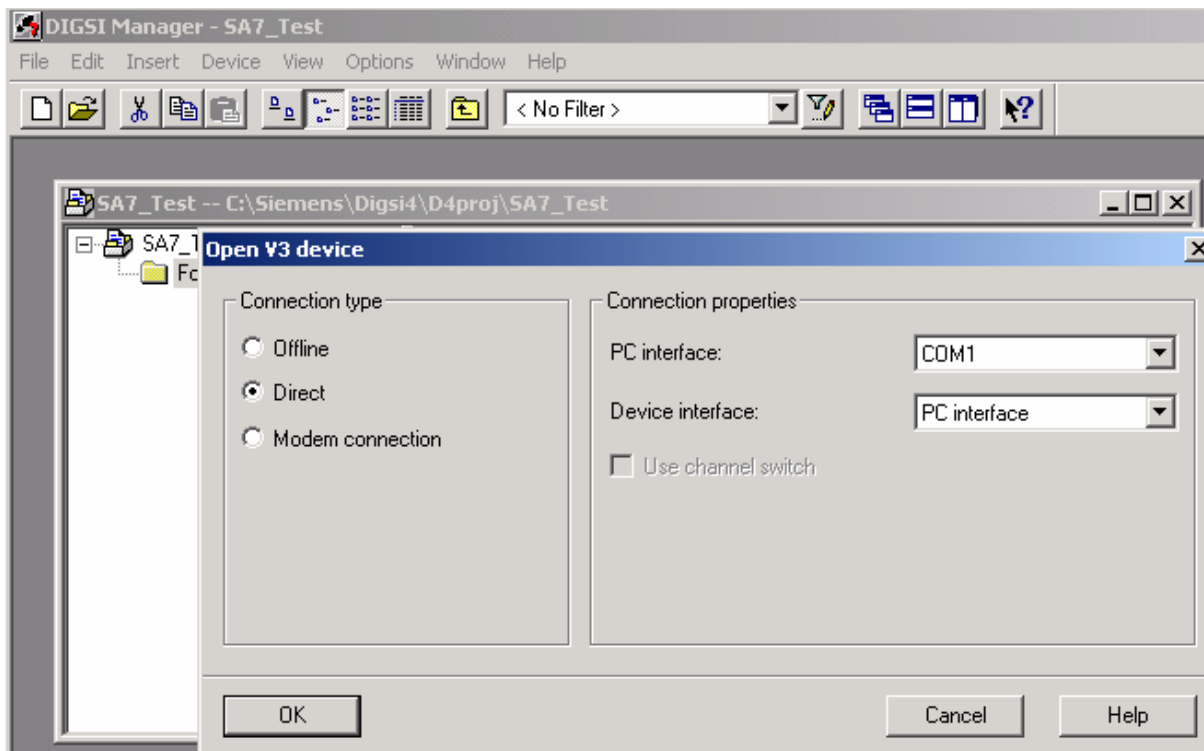 DIGSI Manager - SA7_Test
File Edit Insert Device View Options Window Help
< No Filter >
SA7_Test -- C:\Siemens\Digsi4\D4proj\SA7_Test
SA7_T
Fo
Open V3 device
Connection type
Offline
Direct
Modem connection
Connection properties
PC interface: COM1
Device interface: PC interface
Use channel switch
OK Cancel Help